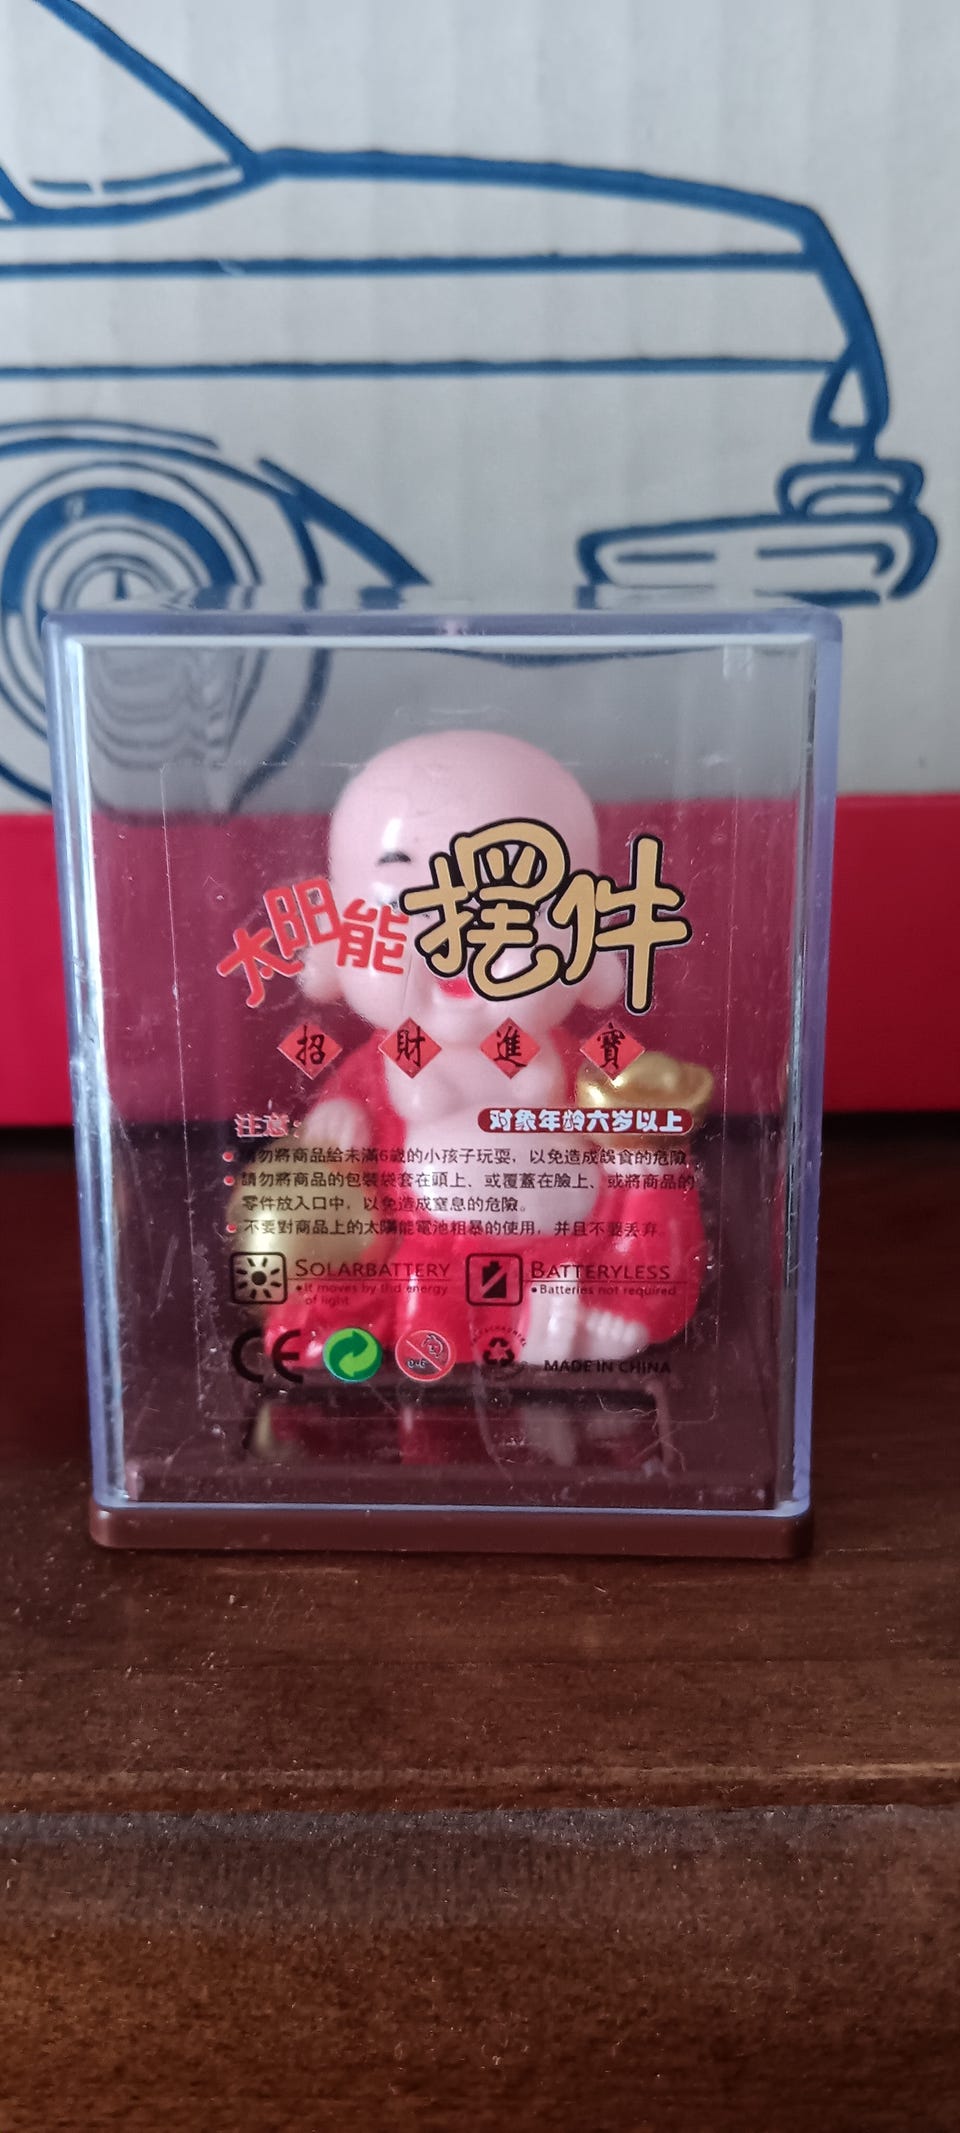 太阳能摆件
招財進寶
注意:
对象年龄六岁以上
請勿將商品給未滿6歲的小孩子玩耍，以免造成誤食的危險
請勿將商品的包裝袋套在頭上、或覆蓋在臉上、或將商品的
零件放入口中，以免造成窒息的危險。
不要對商品上的太陽能電池粗暴的使用，并且不要丢弃。
SOLARBATTERY
•It moves by thd energy
of light
BATTERYLESS
•Batteries not required
CE
0-6
MADE IN CHINA